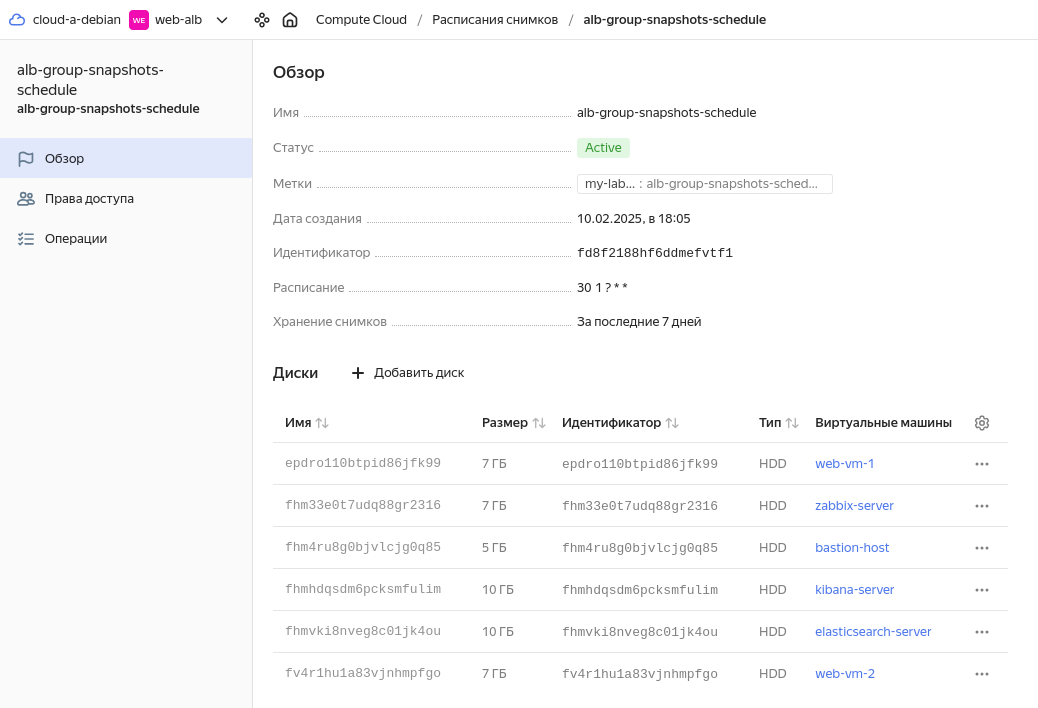 cloud-a-debian WE web-alb Compute Cloud / Расписания снимков / alb-group-snapshots-schedule
alb-group-snapshots-
schedule
alb-group-snapshots-schedule
Обзор
Права доступа
Операции
Обзор
Имя alb-group-snapshots-schedule
Статус Active
Метки my-lab... : alb-group-snapshots-sched...
Дата создания 10.02.2025, в 18:05
Идентификатор fd8f2188hf6ddmefvtf1
Расписание 30 1 ? * *
Хранение снимков За последние 7 дней
Диски + Добавить диск
Имя Размер Идентификатор Тип Виртуальные машины
epdro110btpid86jfk99 7 ГБ epdro110btpid86jfk99 HDD web-vm-1
fhm33e0t7udq88gr2316 7 ГБ fhm33e0t7udq88gr2316 HDD zabbix-server
fhm4ru8g0bjvlcjg0q85 5 ГБ fhm4ru8g0bjvlcjg0q85 HDD bastion-host
fhmhdqsdm6pcksmfulim 10 ГБ fhmhdqsdm6pcksmfulim HDD kibana-server
fhmvki8nveg8c01jk4ou 10 ГБ fhmvki8nveg8c01jk4ou HDD elasticsearch-server
fv4r1hu1a83vjnhmpfgo 7 ГБ fv4r1hu1a83vjnhmpfgo HDD web-vm-2